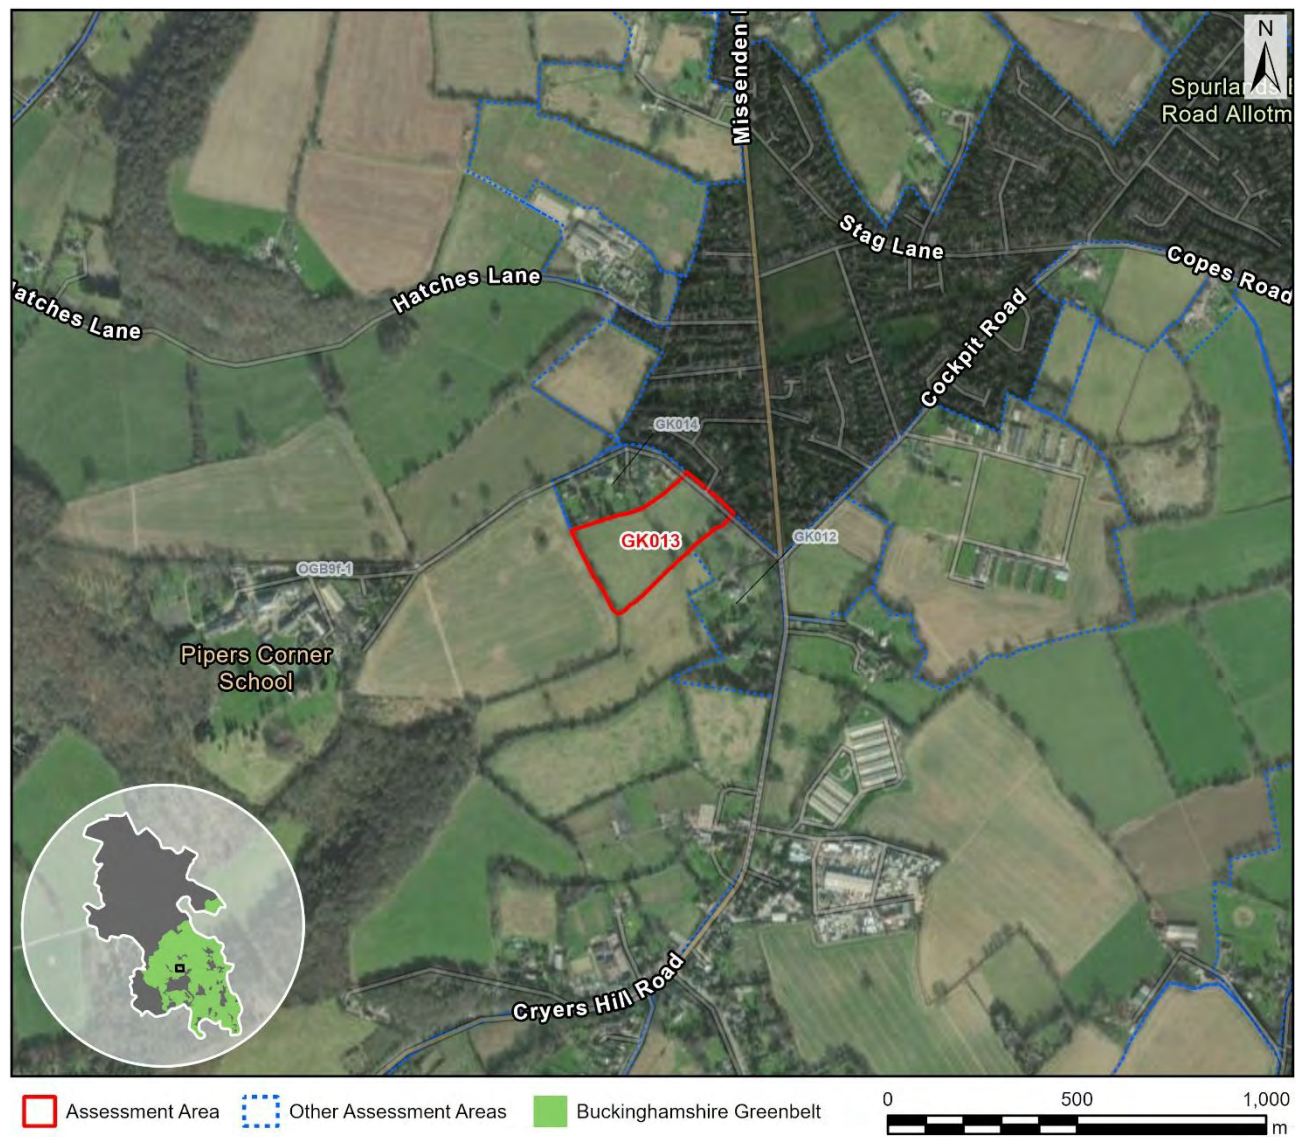 N
Missenden
Spurlands
Road Allotm
Stag Lane
Copes Road
Hatches Lane
atches Lane
Cockpit Road
GK014
GK013
GK012
OGB9f-1
Pipers Corner
School
Cryers Hill Road
Assessment Area
Other Assessment Areas
Buckinghamshire Greenbelt
0 500 1,000
m